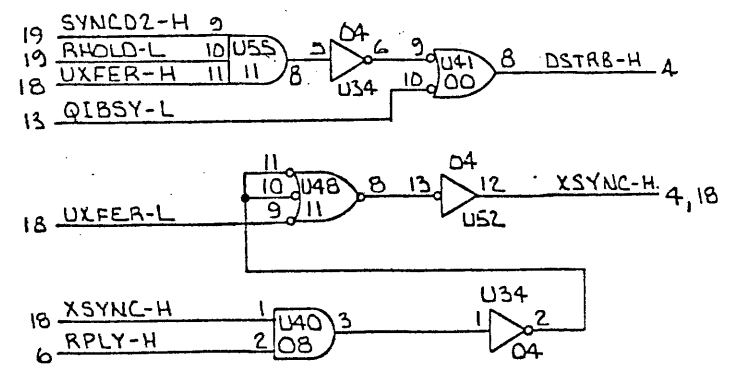 19 SYNCD2-H 9
19 RHOLD-L 10
18 UXFER-H 11
U55
11
8
5 04 6
U34
9
10
U41
00
8 DSTRB-H 4
13 QIBSY-L
11
10
9
U48
11
8 13 04 12 XSYNC-H 4,18
U52
18 UXFER-L
18 XSYNC-H 1
6 RPLY-H 2
U40
08
3
U34
1 2
04